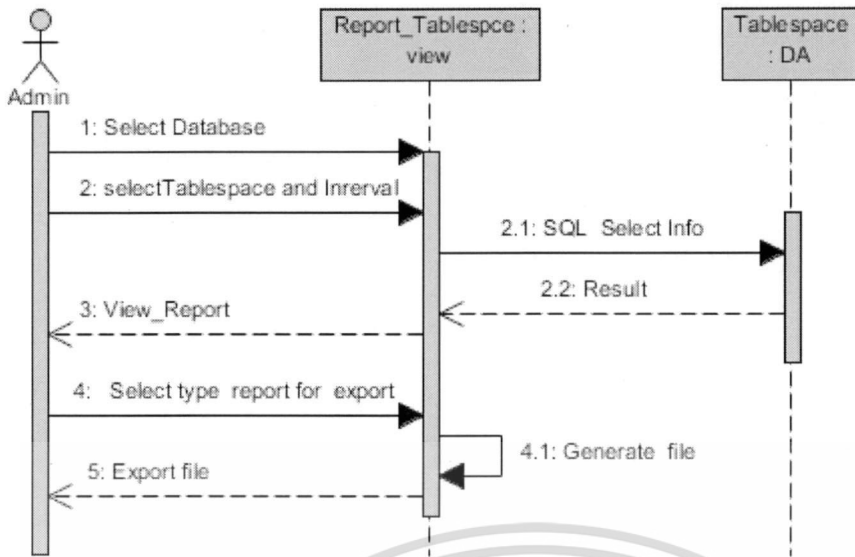 Report_Tablespce :
view
Tablespace
: DA
Admin
1: Select Database
2: selectTablespace and Inrerval
2.1: SQL Select Info
2.2: Result
3: View_Report
4: Select type report for export
4.1: Generate file
5: Export file